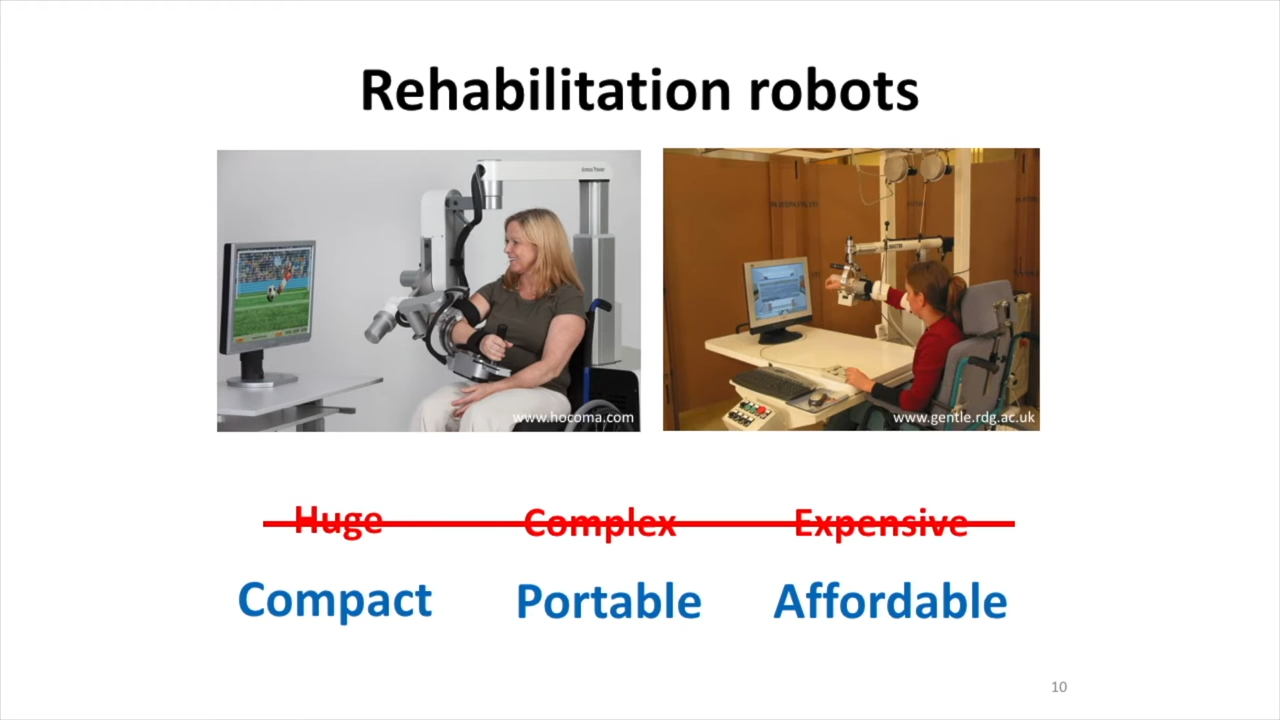 Rehabilitation robots
www.hocoma.com
www.gentle.rdg.ac.uk
Huge Complex Expensive
Compact Portable Affordable
10